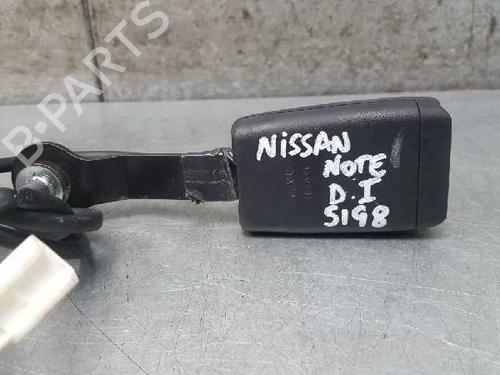 B-PARTS
NISSAN
NOTE
D.I
5198